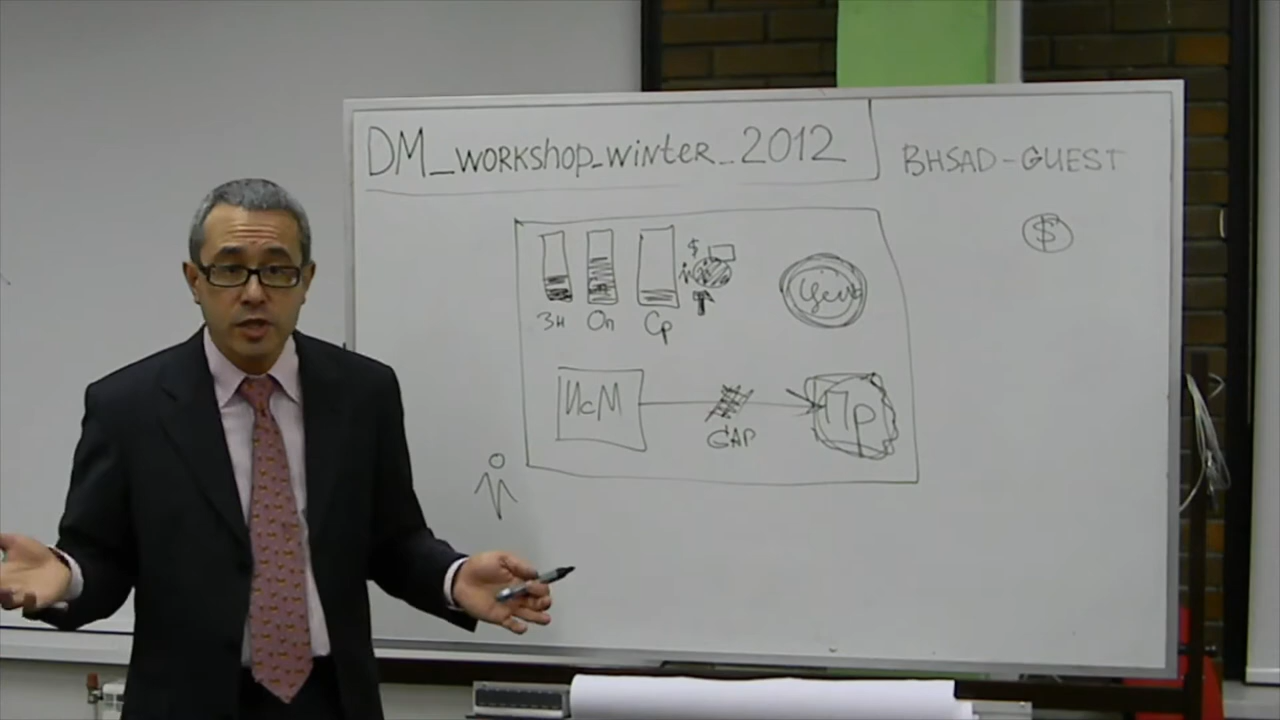 DM_WORKSHOP_WINTER_2012
BHSAD-GUEST
$
$
Зн Оп Ср
Цель
ИсМ
GAP
Пр